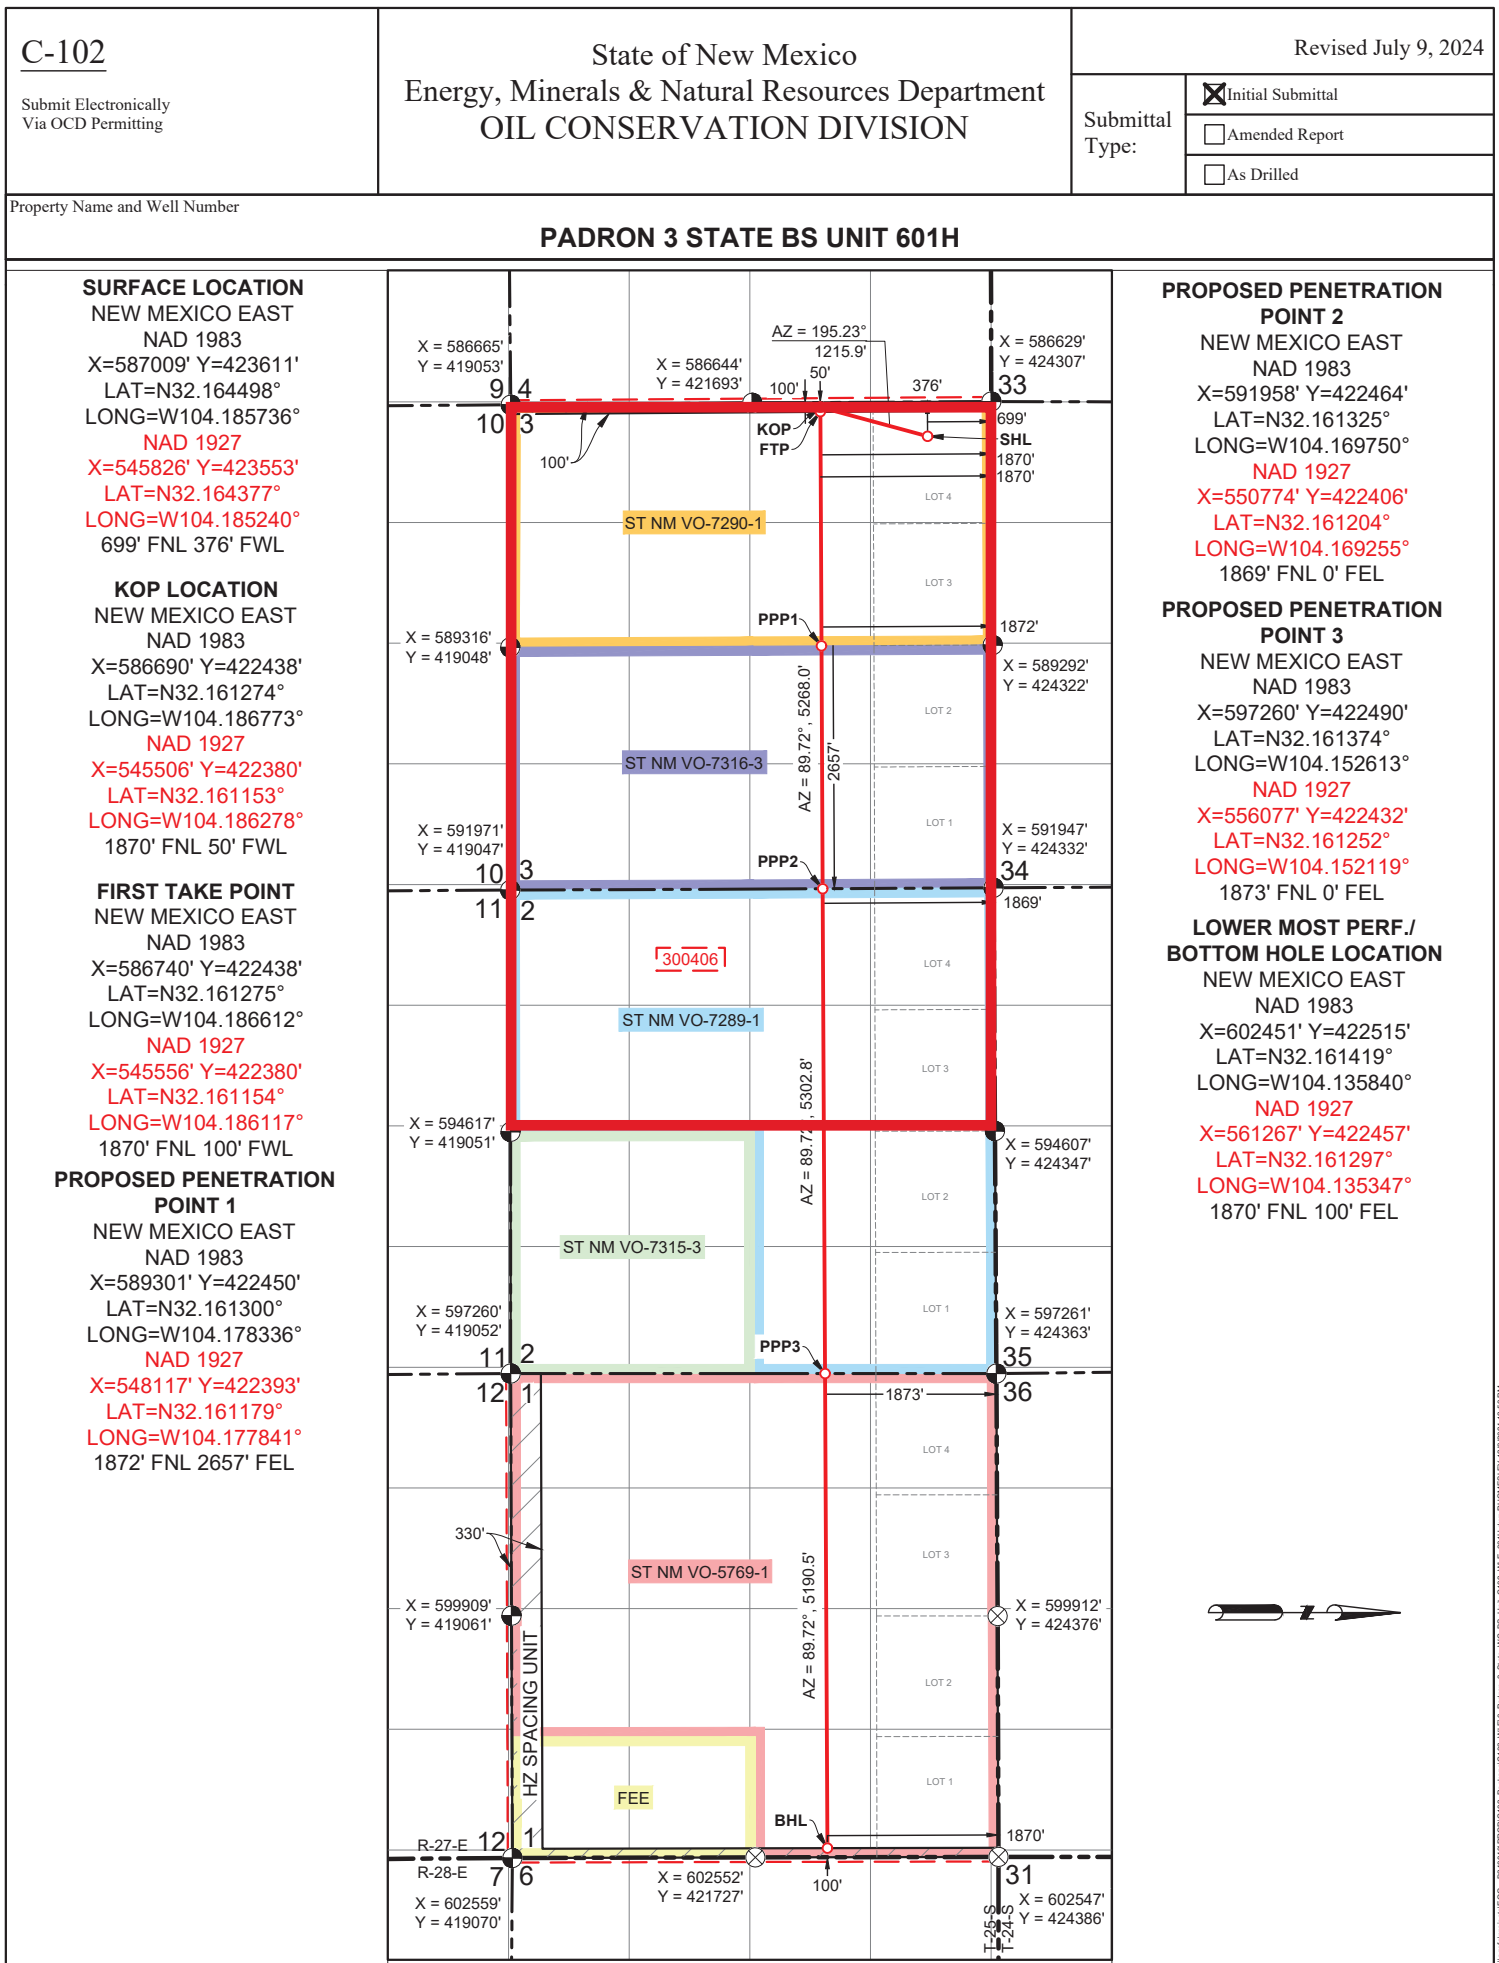 C-102
Submit Electronically
Via OCD Permitting
State of New Mexico
Energy, Minerals & Natural Resources Department
OIL CONSERVATION DIVISION
Revised July 9, 2024
Submittal
Type:
Initial Submittal
Amended Report
As Drilled
Property Name and Well Number
PADRON 3 STATE BS UNIT 601H
SURFACE LOCATION
NEW MEXICO EAST
NAD 1983
X=587009' Y=423611'
LAT=N32.164498°
LONG=W104.185736°
NAD 1927
X=545826' Y=423553'
LAT=N32.164377°
LONG=W104.185240°
699' FNL 376' FWL
KOP LOCATION
NEW MEXICO EAST
NAD 1983
X=586690' Y=422438'
LAT=N32.161274°
LONG=W104.186773°
NAD 1927
X=545506' Y=422380'
LAT=N32.161153°
LONG=W104.186278°
1870' FNL 50' FWL
FIRST TAKE POINT
NEW MEXICO EAST
NAD 1983
X=586740' Y=422438'
LAT=N32.161275°
LONG=W104.186612°
NAD 1927
X=545556' Y=422380'
LAT=N32.161154°
LONG=W104.186117°
1870' FNL 100' FWL
PROPOSED PENETRATION
POINT 1
NEW MEXICO EAST
NAD 1983
X=589301' Y=422450'
LAT=N32.161300°
LONG=W104.178336°
NAD 1927
X=548117' Y=422393'
LAT=N32.161179°
LONG=W104.177841°
1872' FNL 2657' FEL
X = 586665'
Y = 419053'
X = 586644'
Y = 421693'
AZ = 195.23°
1215.9'
X = 586629'
Y = 424307'
100'
50'
376'
9 4
33
10 3
KOP
FTP
699'
SHL
100'
1870'
1870'
LOT 4
ST NM VO-7290-1
LOT 3
PPP1
1872'
X = 589316'
Y = 419048'
X = 589292'
Y = 424322'
AZ = 89.72°, 5268.0'
2657'
LOT 2
ST NM VO-7316-3
LOT 1
X = 591971'
Y = 419047'
X = 591947'
Y = 424332'
PPP2
10 3
34
11 2
1869'
300406
LOT 4
ST NM VO-7289-1
LOT 3
AZ = 89.72°, 5302.8'
X = 594617'
Y = 419051'
X = 594607'
Y = 424347'
LOT 2
ST NM VO-7315-3
LOT 1
X = 597260'
Y = 419052'
X = 597261'
Y = 424363'
PPP3
11 2
35
12 1
1873'
36
LOT 4
330'
LOT 3
ST NM VO-5769-1
AZ = 89.72°, 5190.5'
X = 599909'
Y = 419061'
X = 599912'
Y = 424376'
HZ SPACING UNIT
LOT 2
FEE
LOT 1
BHL
1870'
R-27-E
12 1
R-28-E
7 6
31
100'
X = 602559'
Y = 419070'
X = 602552'
Y = 421727'
X = 602547'
Y = 424386'
T-25-S
T-24-S
PROPOSED PENETRATION
POINT 2
NEW MEXICO EAST
NAD 1983
X=591958' Y=422464'
LAT=N32.161325°
LONG=W104.169750°
NAD 1927
X=550774' Y=422406'
LAT=N32.161204°
LONG=W104.169255°
1869' FNL 0' FEL
PROPOSED PENETRATION
POINT 3
NEW MEXICO EAST
NAD 1983
X=597260' Y=422490'
LAT=N32.161374°
LONG=W104.152613°
NAD 1927
X=556077' Y=422432'
LAT=N32.161252°
LONG=W104.152119°
1873' FNL 0' FEL
LOWER MOST PERF./
BOTTOM HOLE LOCATION
NEW MEXICO EAST
NAD 1983
X=602451' Y=422515'
LAT=N32.161419°
LONG=W104.135840°
NAD 1927
X=561267' Y=422457'
LAT=N32.161297°
LONG=W104.135347°
1870' FNL 100' FEL
Z